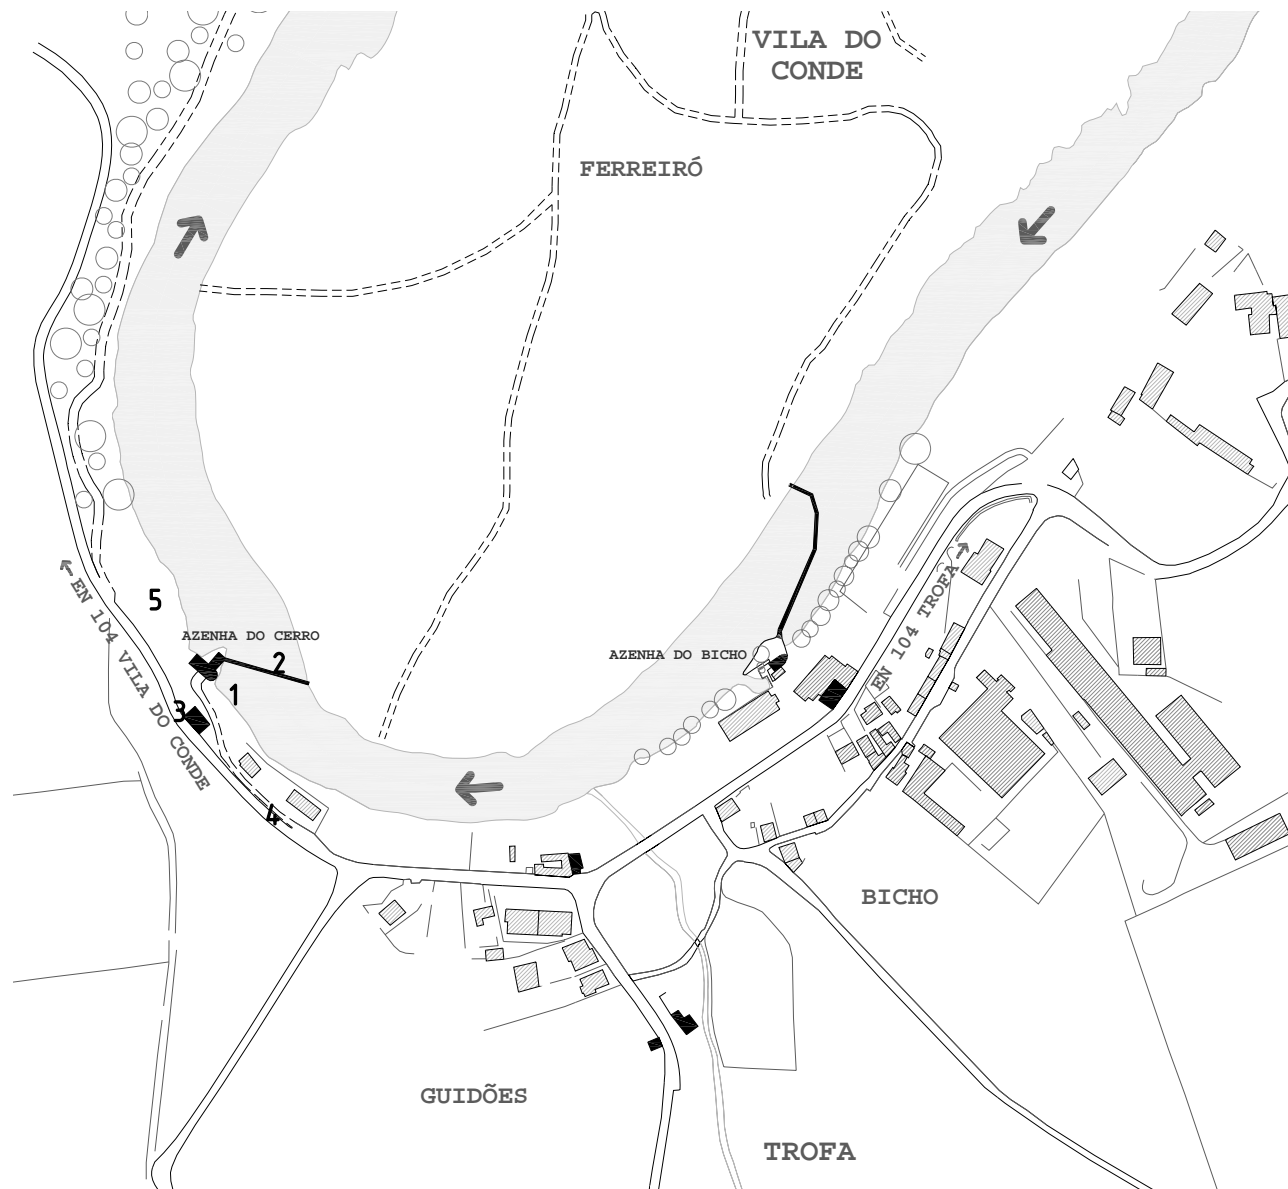 VILA DO
CONDE
FERREIRÓ
5
EN 104 VILA DO CONDE
AZENHA DO CERRO
2
1
3
4
AZENHA DO BICHO
EN 104 TROFA
BICHO
GUIDÕES
TROFA